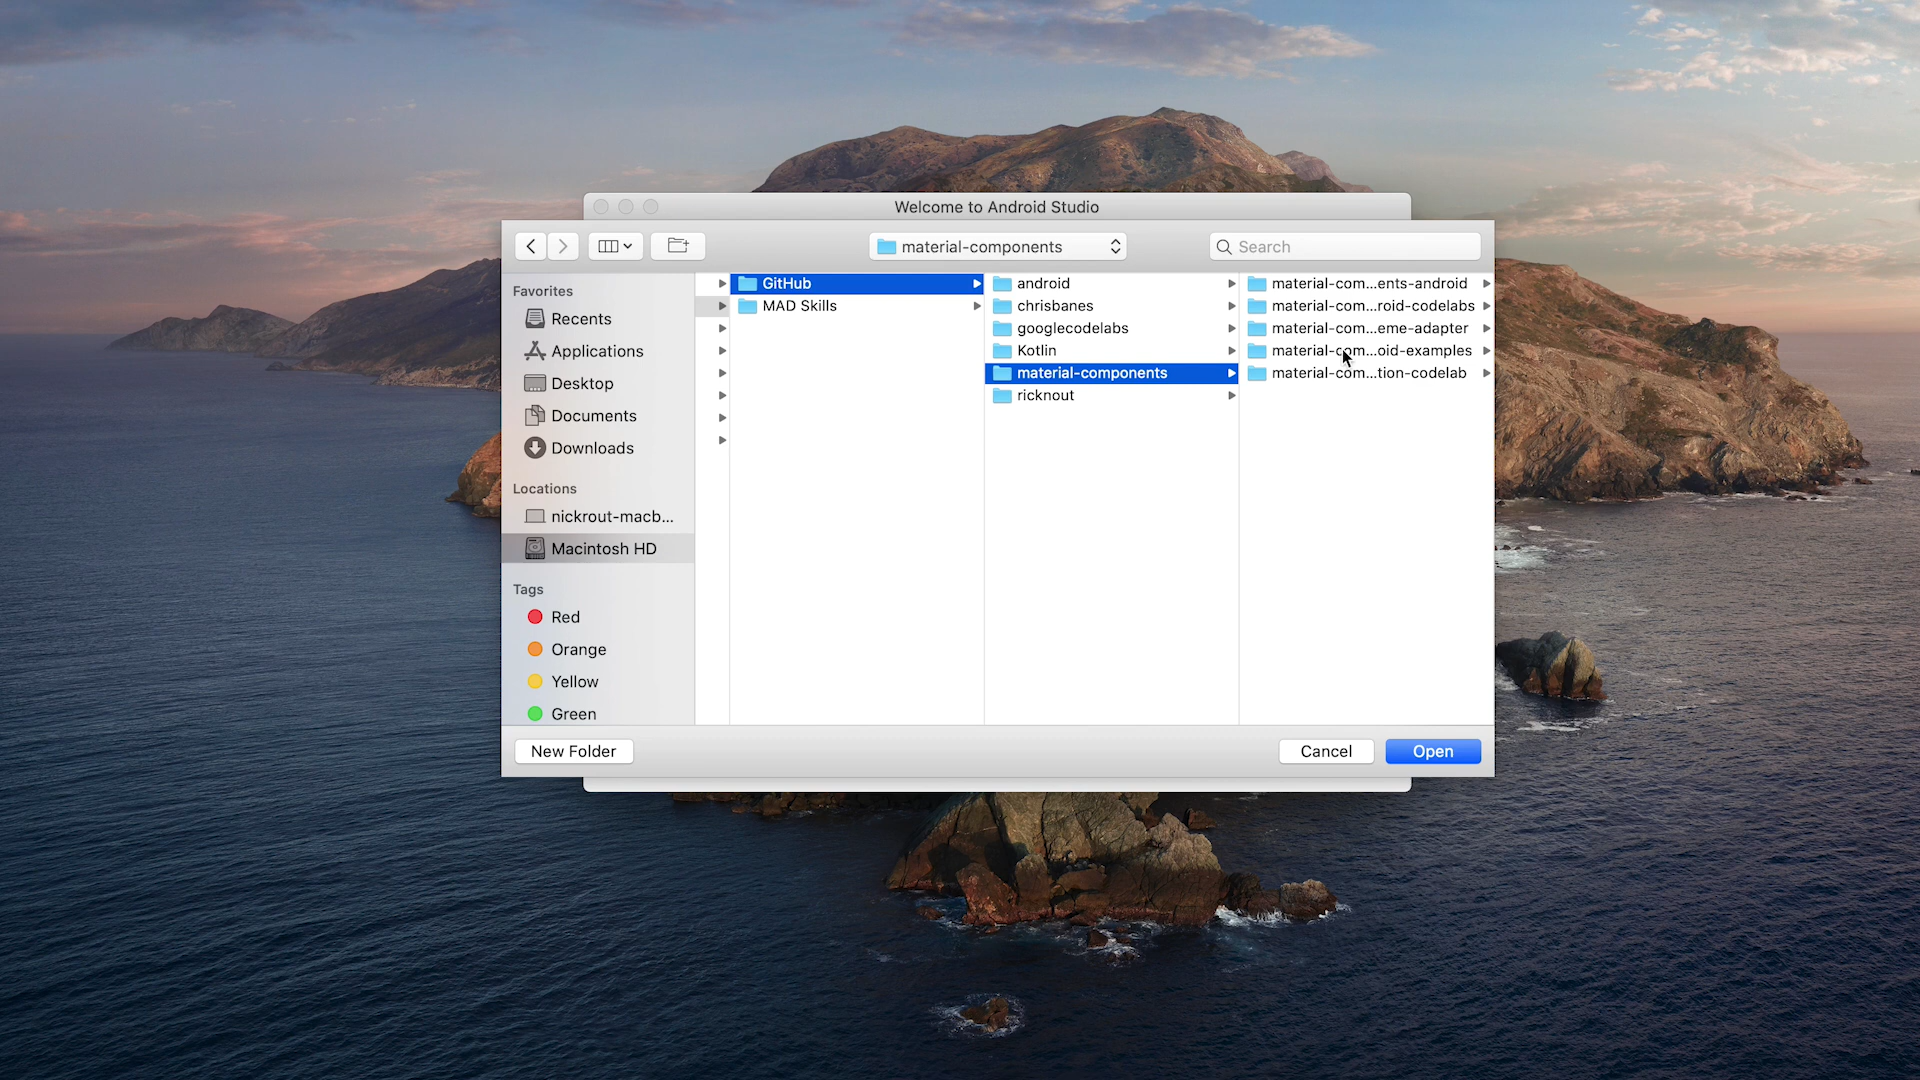 Welcome to Android Studio
material-components
Search
Favorites
Recents
Applications
Desktop
Documents
Downloads
Locations
nickrout-macb...
Macintosh HD
Tags
Red
Orange
Yellow
Green
GitHub
MAD Skills
android
chrisbanes
googlecodelabs
Kotlin
material-components
ricknout
material-com...ents-android
material-com...roid-codelabs
material-com...eme-adapter
material-com...oid-examples
material-com...tion-codelab
New Folder
Cancel
Open